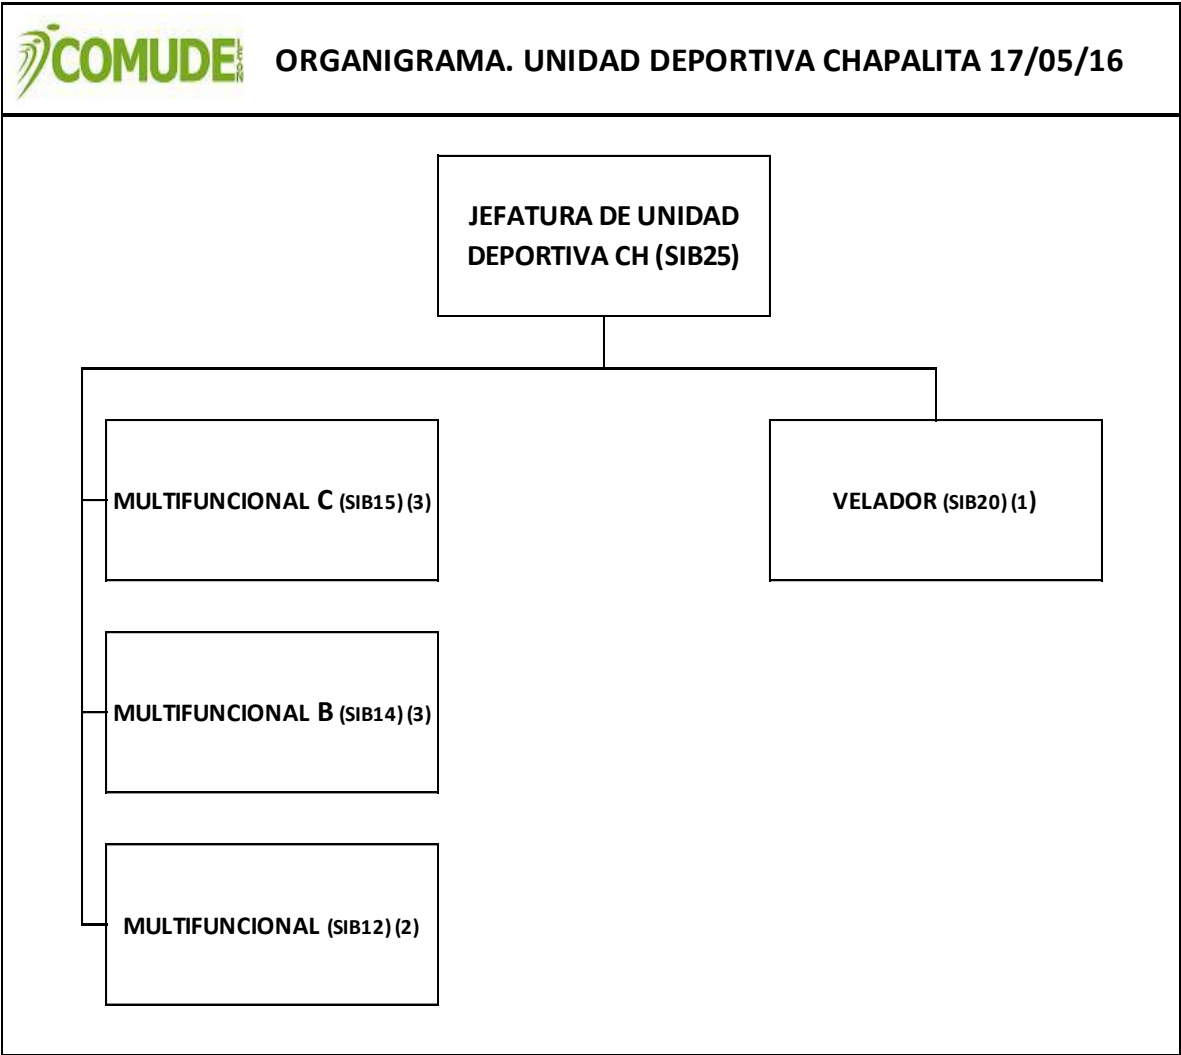 COMUDE LEÓN
ORGANIGRAMA. UNIDAD DEPORTIVA CHAPALITA 17/05/16
JEFATURA DE UNIDAD
DEPORTIVA CH (SIB25)
MULTIFUNCIONAL C (SIB15) (3)
VELADOR (SIB20) (1)
MULTIFUNCIONAL B (SIB14) (3)
MULTIFUNCIONAL (SIB12) (2)